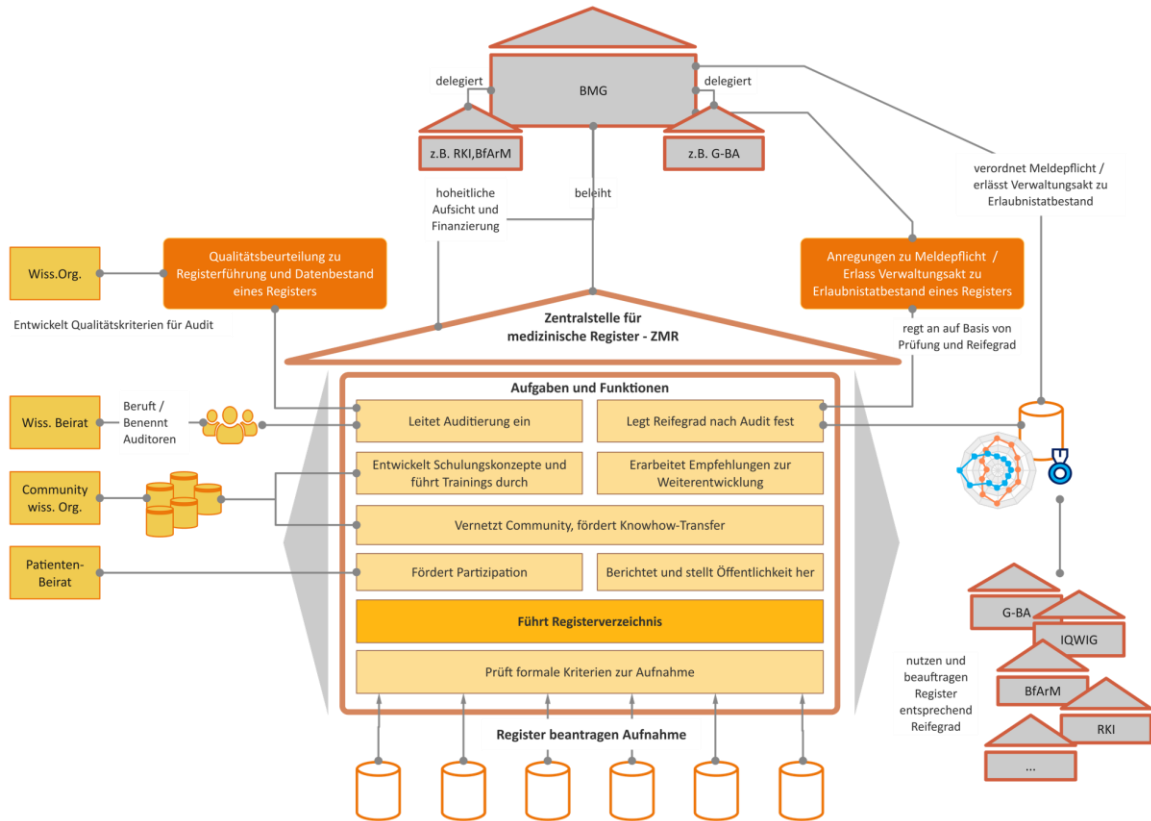 BMG
delegiert
delegiert
z.B. RKI,BfArM
z.B. G-BA
hoheitliche
Aufsicht und
Finanzierung
beleiht
verordnet Meldepflicht /
erlässt Verwaltungsakt zu
Erlaubnistatbestand
Wiss.Org.
Qualitätsbeurteilung zu
Registerführung und Datenbestand
eines Registers
Anregungen zu Meldepflicht /
Erlass Verwaltungsakt zu
Erlaubnistatbestand eines Registers
Entwickelt Qualitätskriterien für Audit
regt an auf Basis von
Prüfung und Reifegrad
Zentralstelle für
medizinische Register - ZMR
Aufgaben und Funktionen
Wiss. Beirat
Beruft /
Benennt
Auditoren
Leitet Auditierung ein
Legt Reifegrad nach Audit fest
Community
wiss. Org.
Entwickelt Schulungskonzepte und
führt Trainings durch
Erarbeitet Empfehlungen zur
Weiterentwicklung
Vernetzt Community, fördert Knowhow-Transfer
Patienten-
Beirat
Fördert Partizipation
Berichtet und stellt Öffentlichkeit her
Führt Registerverzeichnis
Prüft formale Kriterien zur Aufnahme
Register beantragen Aufnahme
nutzen und
beauftragen
Register
entsprechend
Reifegrad
G-BA
IQWIG
BfArM
RKI
...